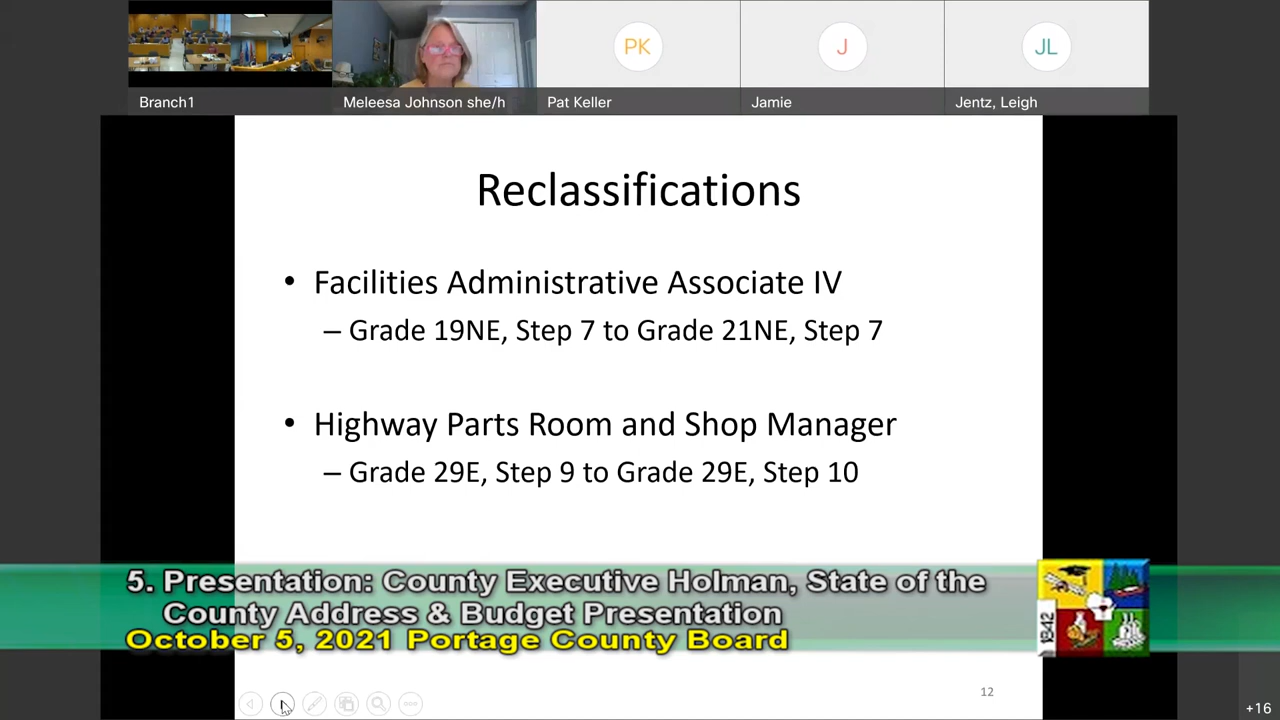 Branch1
Meleesa Johnson she/h
PK
Pat Keller
J
Jamie
JL
Jentz, Leigh
Reclassifications
• Facilities Administrative Associate IV
– Grade 19NE, Step 7 to Grade 21NE, Step 7
• Highway Parts Room and Shop Manager
– Grade 29E, Step 9 to Grade 29E, Step 10
5. Presentation: County Executive Holman, State of the
County Address & Budget Presentation
October 5, 2021 Portage County Board
1842
12
+16